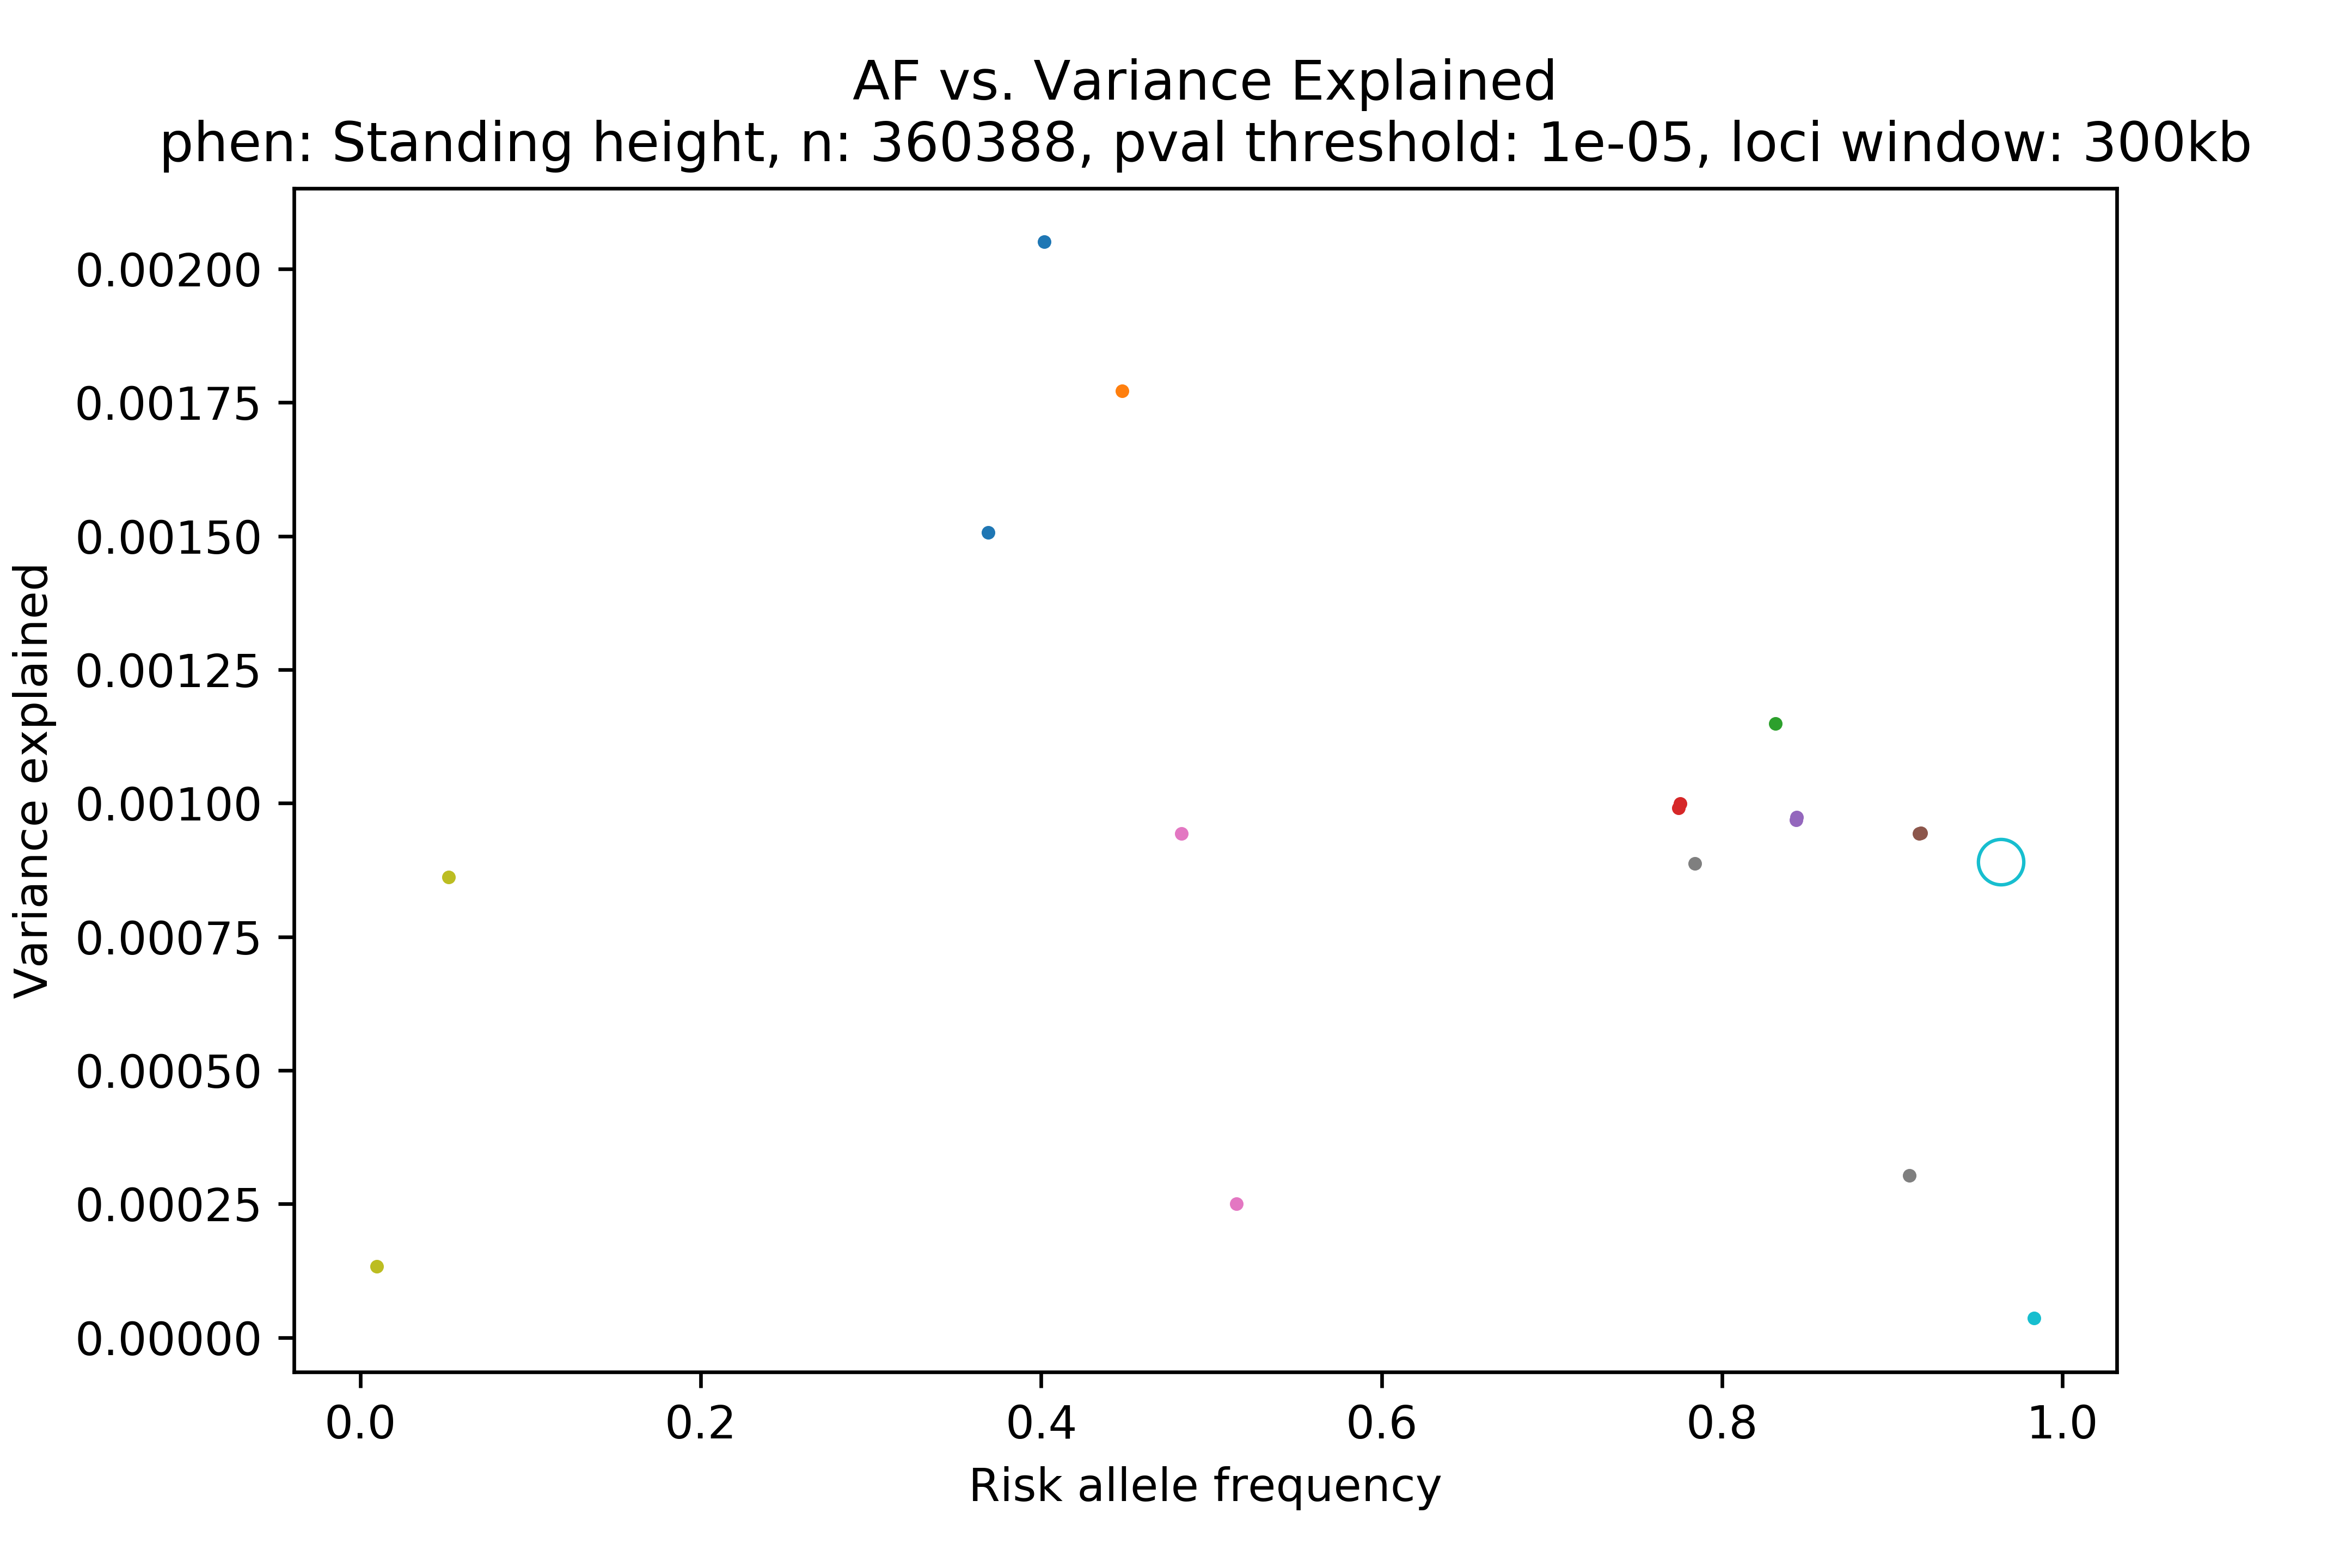 AF vs. Variance Explained
phen: Standing height, n: 360388, pval threshold: 1e-05, loci window: 300kb
0.00200
0.00175
0.00150
0.00125
0.00100
0.00075
0.00050
0.00025
0.00000
Variance explained
0.0 0.2 0.4 0.6 0.8 1.0
Risk allele frequency